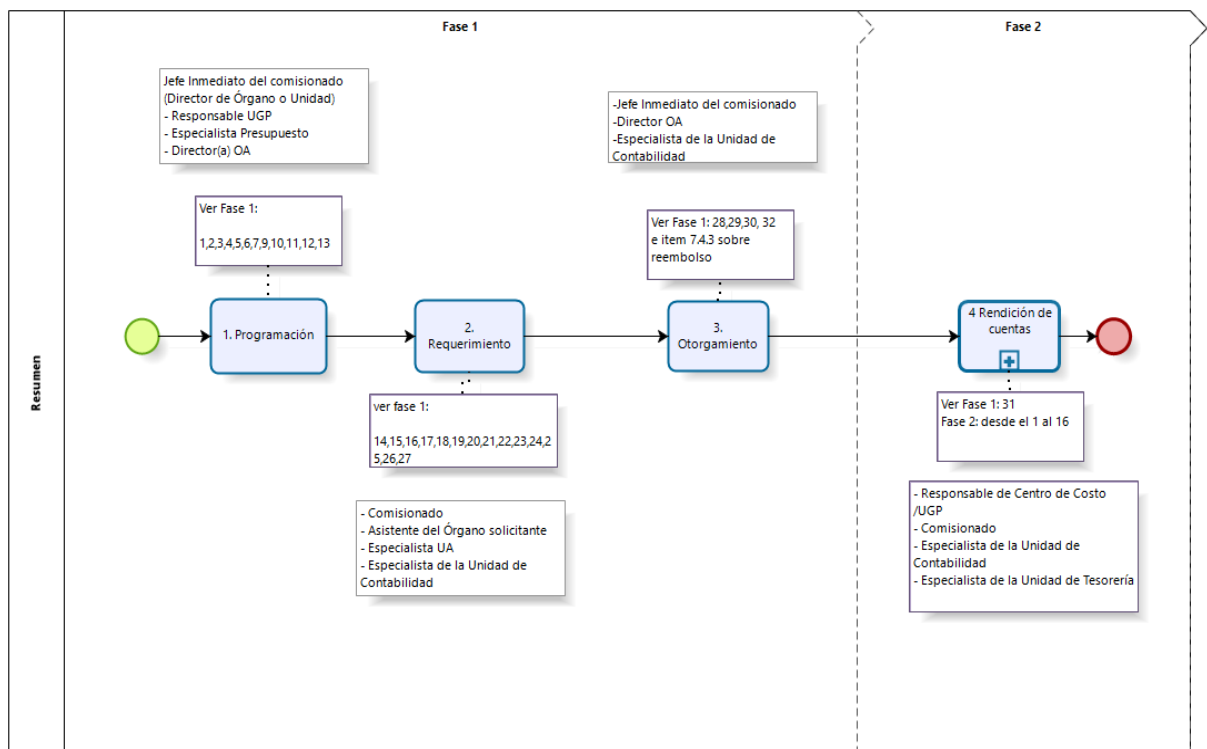 Fase 1
Fase 2
Resumen
Jefe Inmediato del comisionado
(Director de Órgano o Unidad)
- Responsable UGP
- Especialista Presupuesto
- Director(a) OA
-Jefe Inmediato del comisionado
-Director OA
-Especialista de la Unidad de
Contabilidad
Ver Fase 1:
1,2,3,4,5,6,7,9,10,11,12,13
Ver Fase 1: 28,29,30, 32
e item 7.4.3 sobre
reembolso
1. Programación
2.
Requerimiento
3.
Otorgamiento
4 Rendición de
cuentas
ver fase 1:
14,15,16,17,18,19,20,21,22,23,24,2
5,26,27
Ver Fase 1: 31
Fase 2: desde el 1 al 16
- Comisionado
- Asistente del Órgano solicitante
- Especialista UA
- Especialista de la Unidad de
Contabilidad
- Responsable de Centro de Costo
/UGP
- Comisionado
- Especialista de la Unidad de
Contabilidad
- Especialista de la Unidad de Tesorería